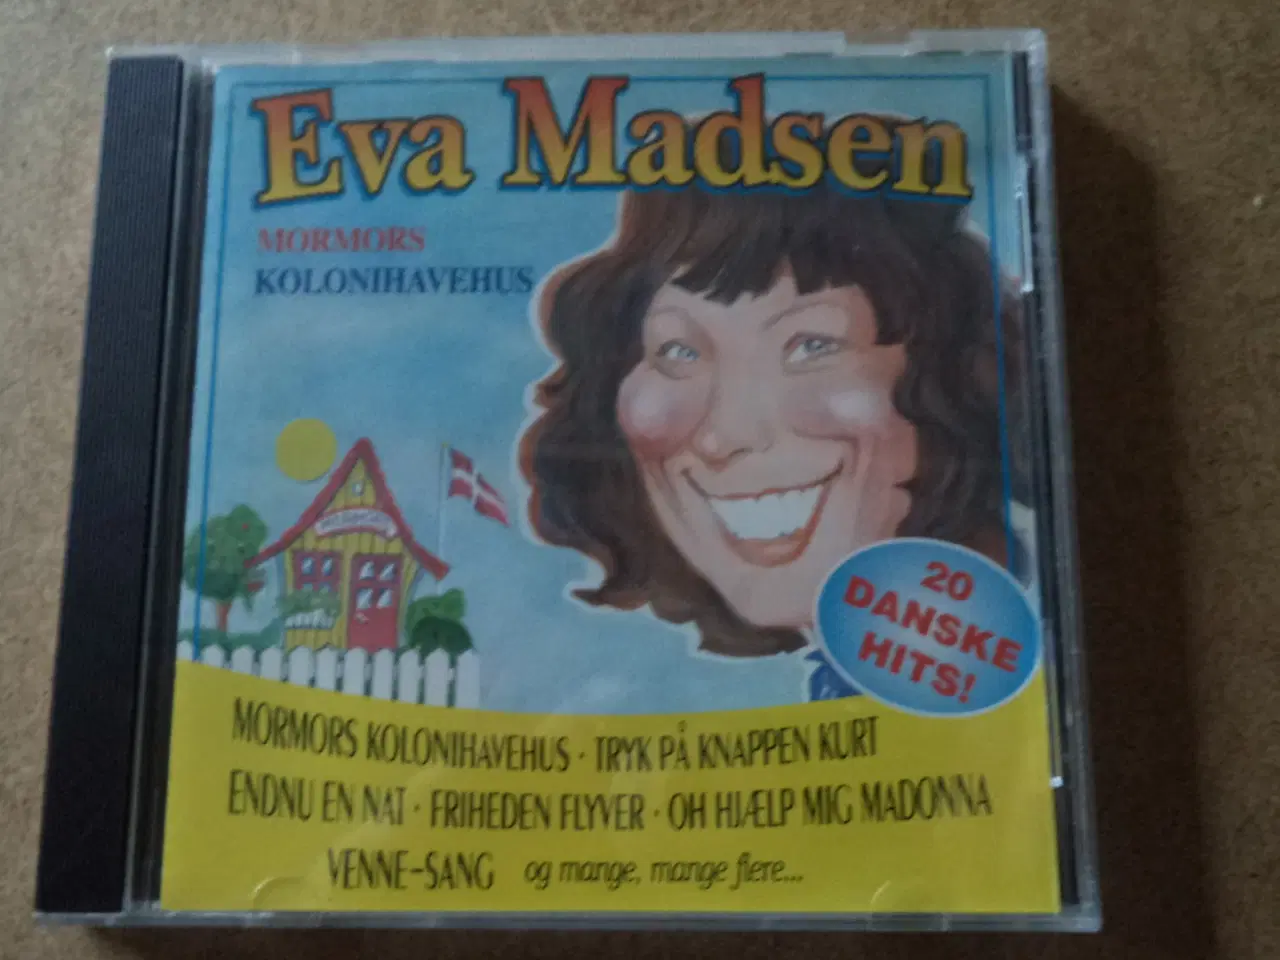 Eva Madsen
MORMORS
KOLONIHAVEHUS
20
DANSKE
HITS!
MORMORS KOLONIHAVEHUS · TRYK PÅ KNAPPEN KURT
ENDNU EN NAT · FRIHEDEN FLYVER · OH HJÆLP MIG MADONNA
VENNE-SANG og mange, mange flere...